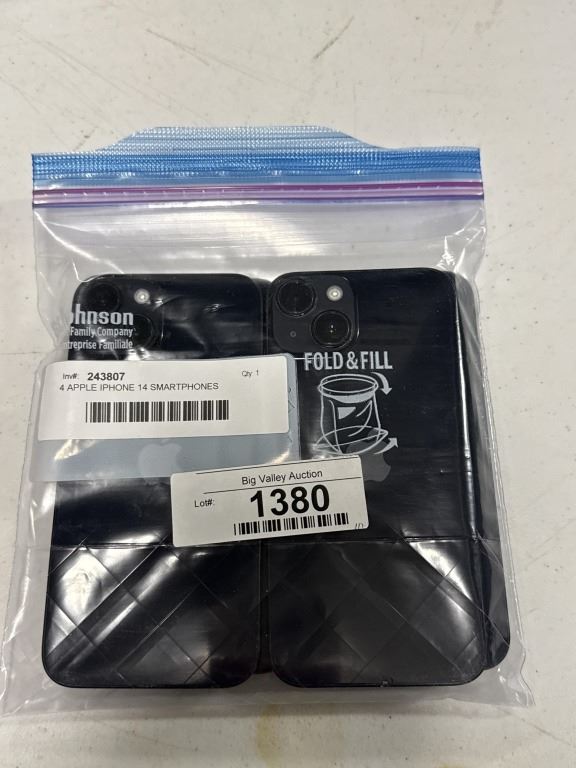 ohnson
Family Company
treprise Familiale
FOLD & FILL
Inv#: 243807 Qty 1
4 APPLE IPHONE 14 SMARTPHONES
Big Valley Auction
Lot#: 1380